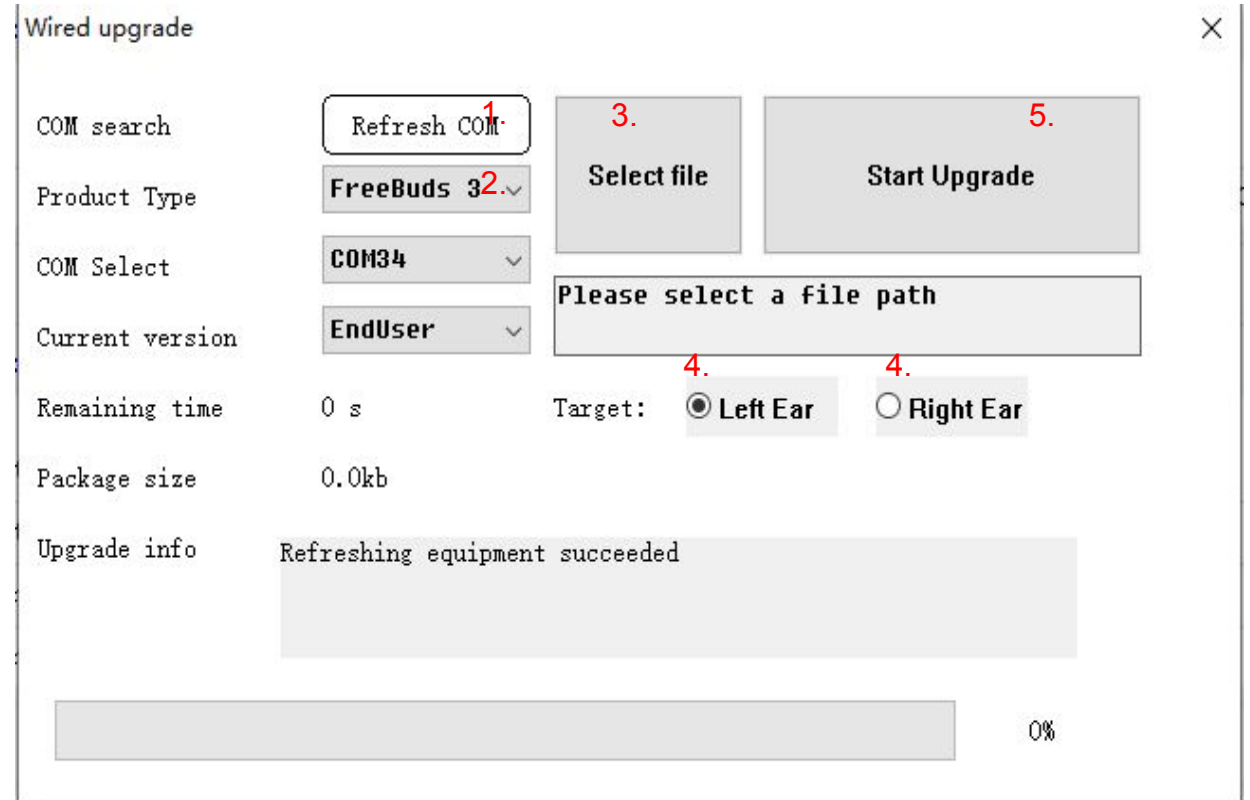 Wired upgrade
COM search
Refresh COM
1.
3.
Select file
5.
Start Upgrade
Product Type
FreeBuds 3
2.
COM Select
COM34
Please select a file path
Current version
EndUser
4.
4.
Remaining time
0 s
Target:
Left Ear
Right Ear
Package size
0.0kb
Upgrade info
Refreshing equipment succeeded
0%